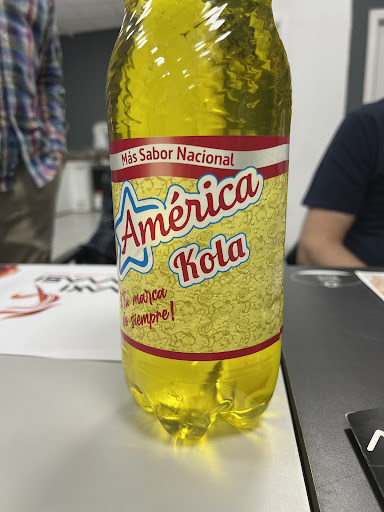 Más Sabor Nacional
América
Kola
Tu marca
de siempre!